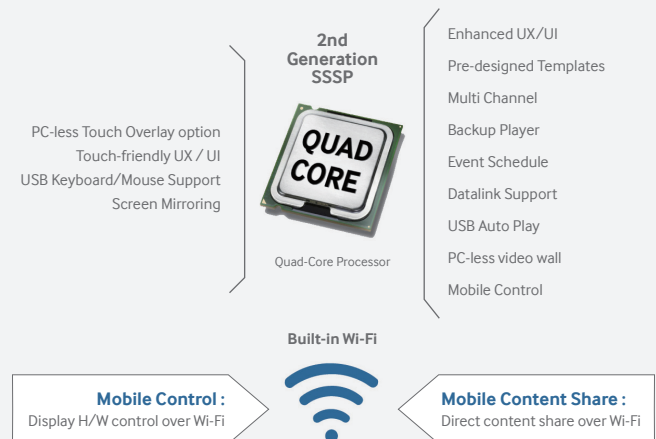 2nd
Generation
SSSP
PC-less Touch Overlay option
Touch-friendly UX / UI
USB Keyboard/Mouse Support
Screen Mirroring
QUAD
CORE
Quad-Core Processor
Enhanced UX/UI
Pre-designed Templates
Multi Channel
Backup Player
Event Schedule
Datalink Support
USB Auto Play
PC-less video wall
Mobile Control
Built-in Wi-Fi
Mobile Control :
Display H/W control over Wi-Fi
Mobile Content Share :
Direct content share over Wi-Fi